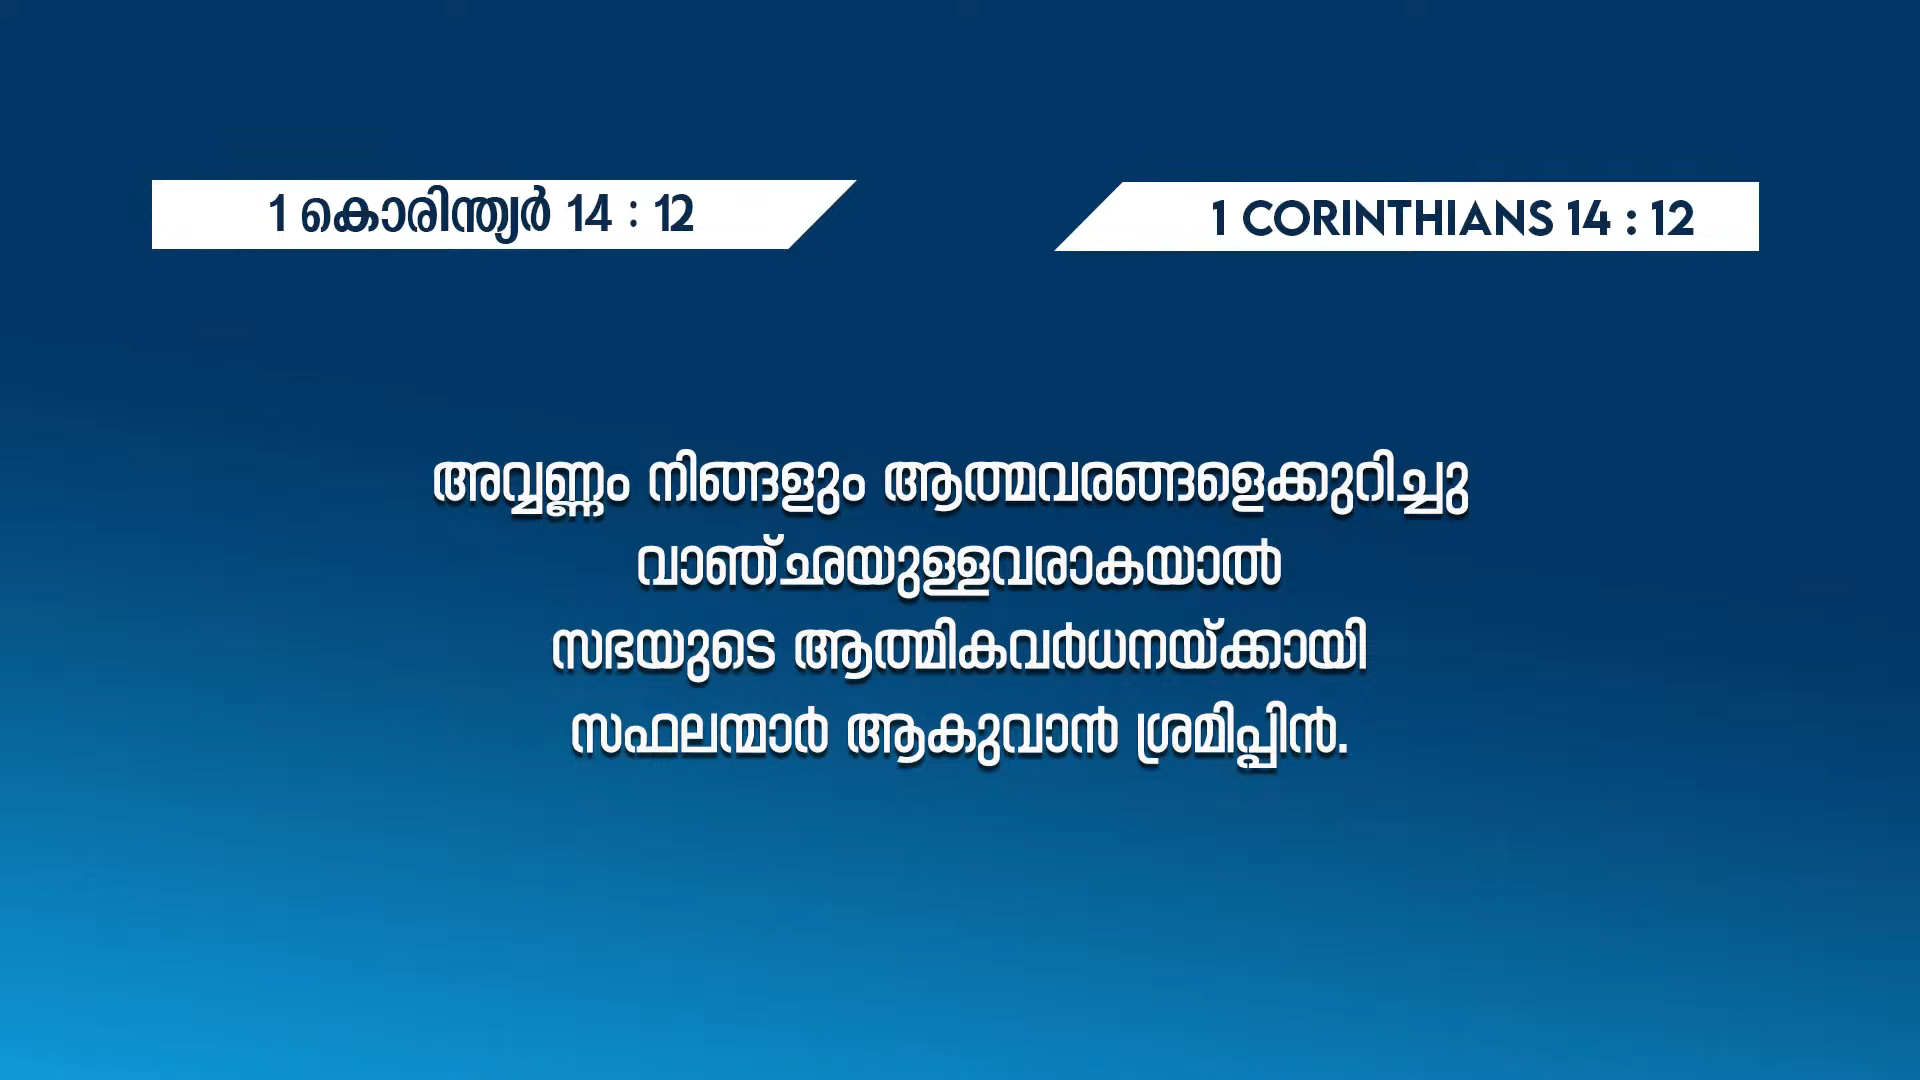 1 കൊരിന്ത്യർ 14 : 12
1 CORINTHIANS 14 : 12
അവ്വണ്ണം നിങ്ങളും ആത്മവരങ്ങളെക്കുറിച്ചു
വാഞ്ഛയുള്ളവരാകയാൽ
സഭയുടെ ആത്മികവർധനയ്ക്കായി
സഫലന്മാർ ആകുവാൻ ശ്രമിപ്പിൻ.